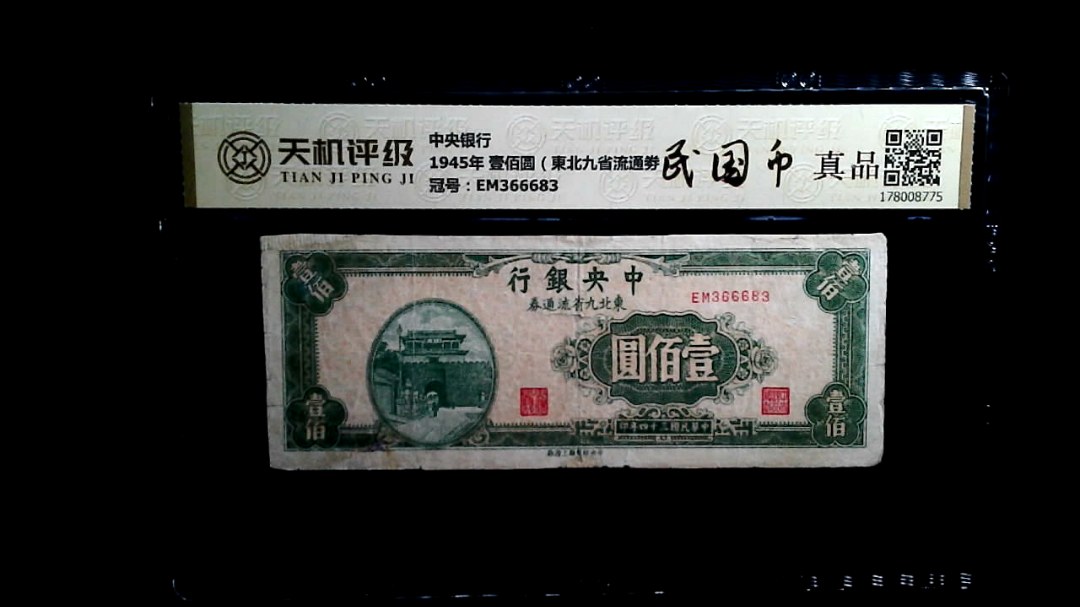 天机评级
TIAN JI PING JI
中央银行
1945年 壹佰圆（東北九省流通券
冠号：EM366683
民国币
真品
178008775
壹佰
壹佰
行銀央中
券通流省九北東
EM366683
圓佰壹
壹佰
壹佰
印年四十三國民華中